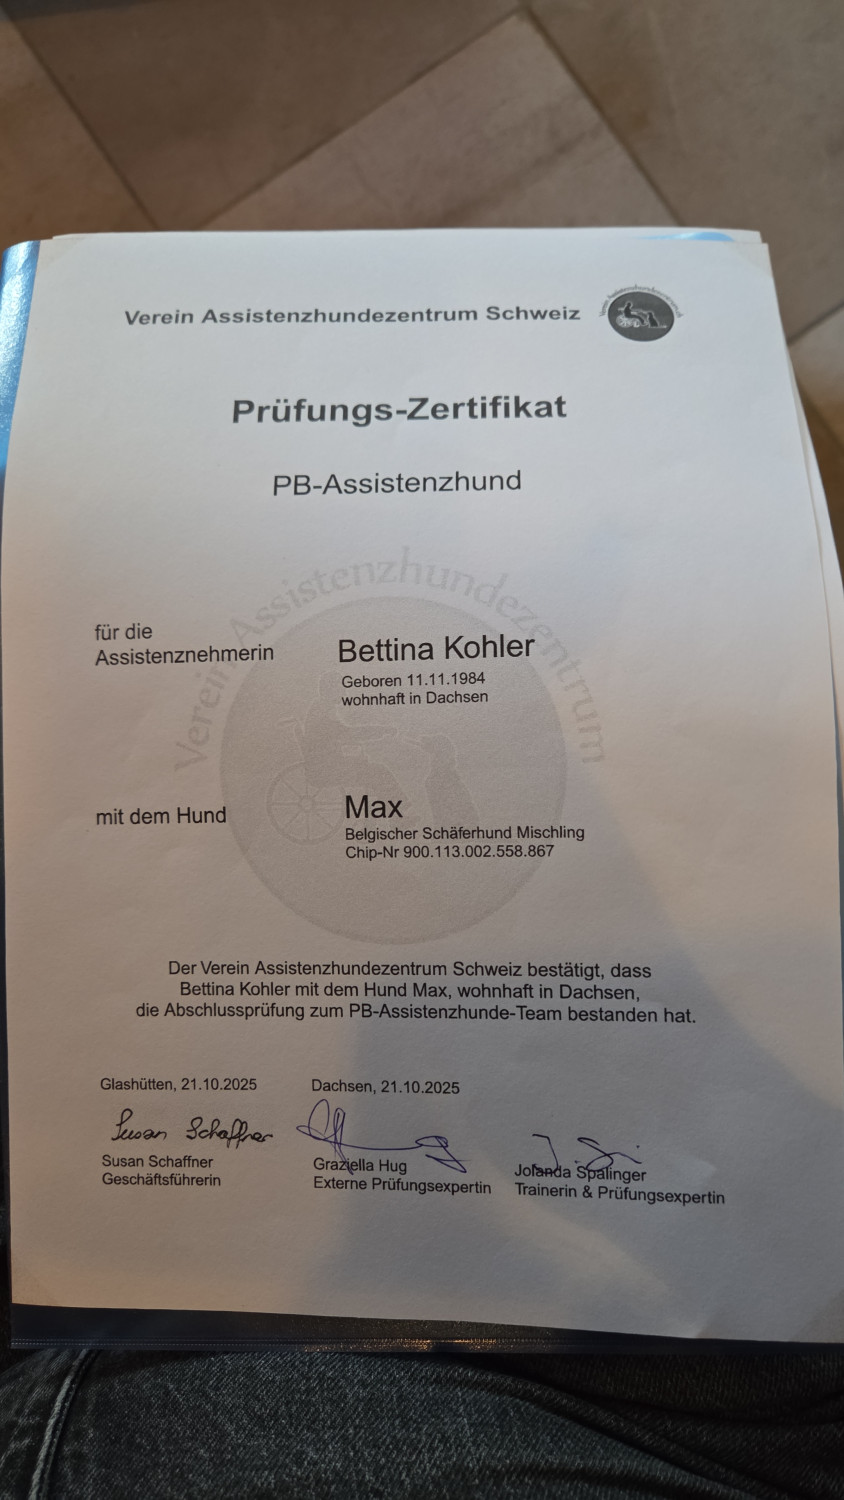 Verein Assistenzhundezentrum Schweiz
Prüfungs-Zertifikat
PB-Assistenzhund
Verein Assistenzhundezentrum
für die
Assistenznehmerin
Bettina Kohler
Geboren 11.11.1984
wohnhaft in Dachsen
mit dem Hund
Max
Belgischer Schäferhund Mischling
Chip-Nr 900.113.002.558.867
Der Verein Assistenzhundezentrum Schweiz bestätigt, dass
Bettina Kohler mit dem Hund Max, wohnhaft in Dachsen,
die Abschlussprüfung zum PB-Assistenzhunde-Team bestanden hat.
Glashütten, 21.10.2025
Dachsen, 21.10.2025
Susan Schaffner
Susan Schaffner
Geschäftsführerin
Graziella Hug
Externe Prüfungsexpertin
Jolanda Spalinger
Trainerin & Prüfungsexpertin